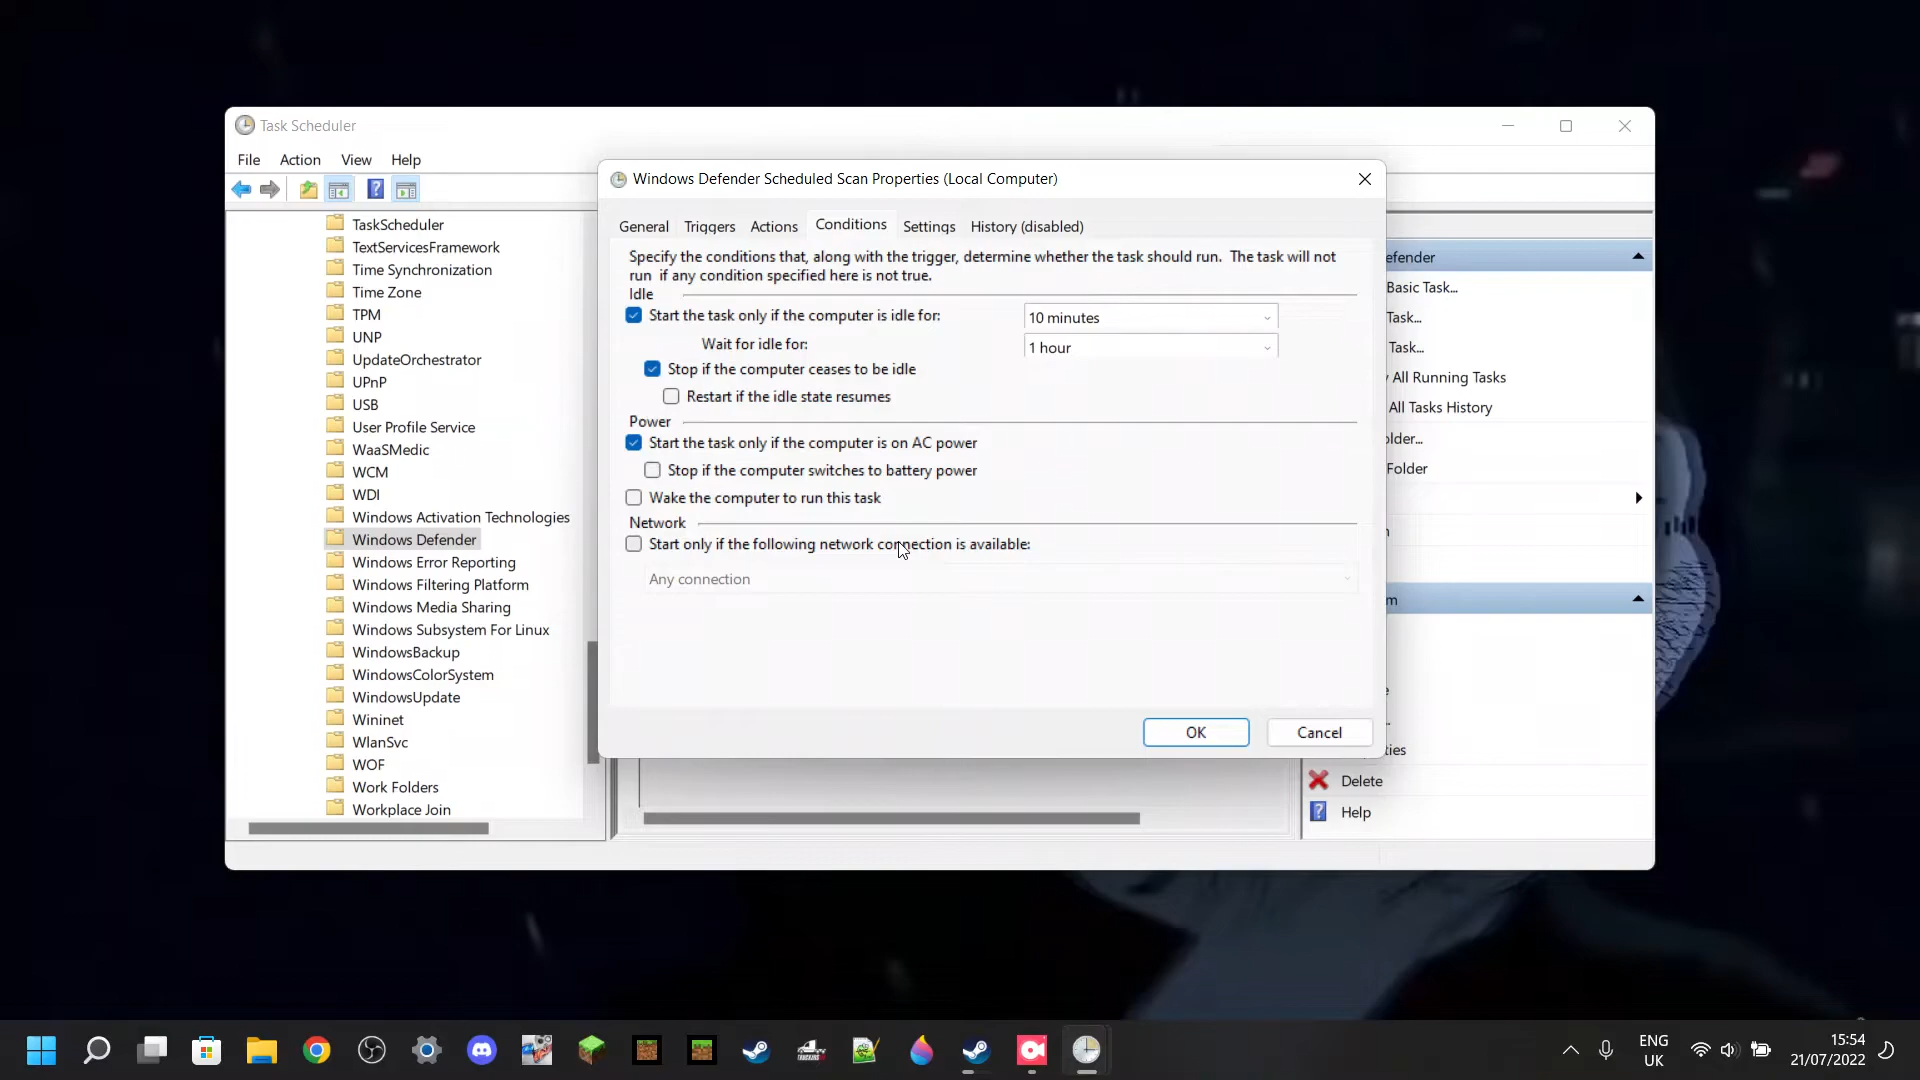 Task Scheduler
File Action View Help
TaskScheduler
TextServicesFramework
Time Synchronization
Time Zone
TPM
UNP
UpdateOrchestrator
UPnP
USB
User Profile Service
WaaSMedic
WCM
WDI
Windows Activation Technologies
Windows Defender
Windows Error Reporting
Windows Filtering Platform
Windows Media Sharing
Windows Subsystem For Linux
WindowsBackup
WindowsColorSystem
WindowsUpdate
Wininet
WlanSvc
WOF
Work Folders
Workplace Join
Windows Defender Scheduled Scan Properties (Local Computer)
General Triggers Actions Conditions Settings History (disabled)
Specify the conditions that, along with the trigger, determine whether the task should run. The task will not
run if any condition specified here is not true.
Idle
Start the task only if the computer is idle for: 10 minutes
Wait for idle for: 1 hour
Stop if the computer ceases to be idle
Restart if the idle state resumes
Power
Start the task only if the computer is on AC power
Stop if the computer switches to battery power
Wake the computer to run this task
Network
Start only if the following network connection is available:
Any connection
OK Cancel
efender
Basic Task...
Task...
Task...
All Running Tasks
All Tasks History
older...
Folder
n
m
e
ties
Delete
Help
ENG
UK
15:54
21/07/2022